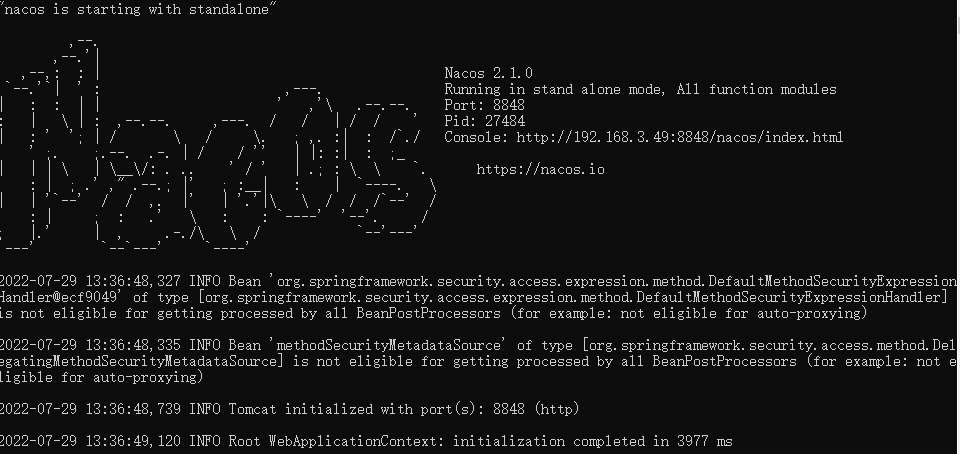 "nacos is starting with standalone"
Nacos 2.1.0
Running in stand alone mode, All function modules
Port: 8848
Pid: 27484
Console: http://192.168.3.49:8848/nacos/index.html
https://nacos.io
2022-07-29 13:36:48,327 INFO Bean 'org.springframework.security.access.expression.method.DefaultMethodSecurityExpression
Handler@ecf9049' of type [org.springframework.security.access.expression.method.DefaultMethodSecurityExpressionHandler]
is not eligible for getting processed by all BeanPostProcessors (for example: not eligible for auto-proxying)
2022-07-29 13:36:48,335 INFO Bean 'methodSecurityMetadataSource' of type [org.springframework.security.access.method.Del
egatingMethodSecurityMetadataSource] is not eligible for getting processed by all BeanPostProcessors (for example: not e
ligible for auto-proxying)
2022-07-29 13:36:48,739 INFO Tomcat initialized with port(s): 8848 (http)
2022-07-29 13:36:49,120 INFO Root WebApplicationContext: initialization completed in 3977 ms